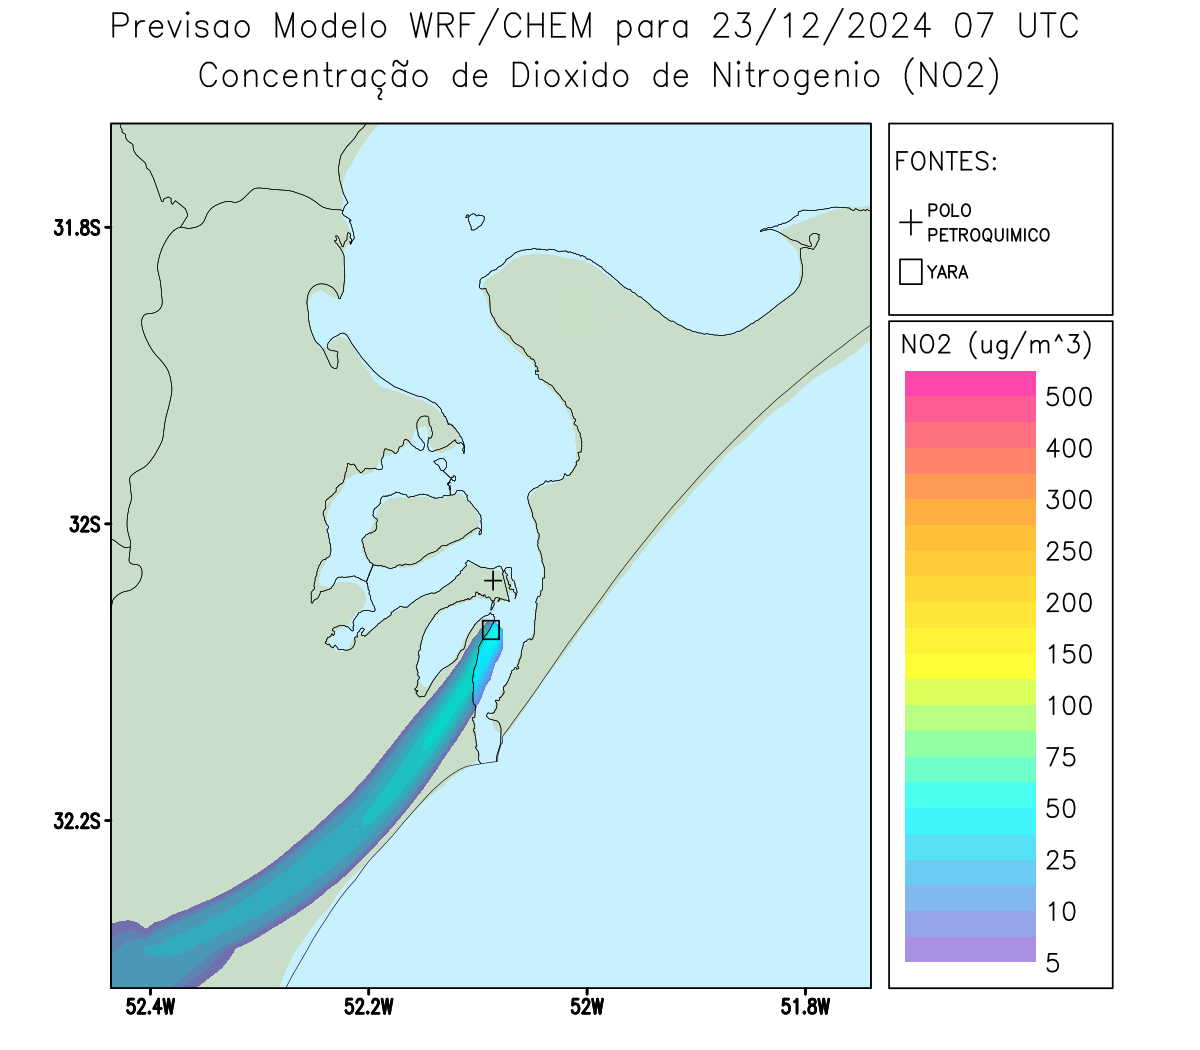 Previsao Modelo WRF/CHEM para 23/12/2024 07 UTC
Concentração de Dioxido de Nitrogenio (NO2)
FONTES:
POLO
PETROQUIMICO
YARA
NO2 (ug/m^3)
500
400
300
250
200
150
100
75
50
25
10
5
31.8S
32S
32.2S
52.4W
52.2W
52W
51.8W